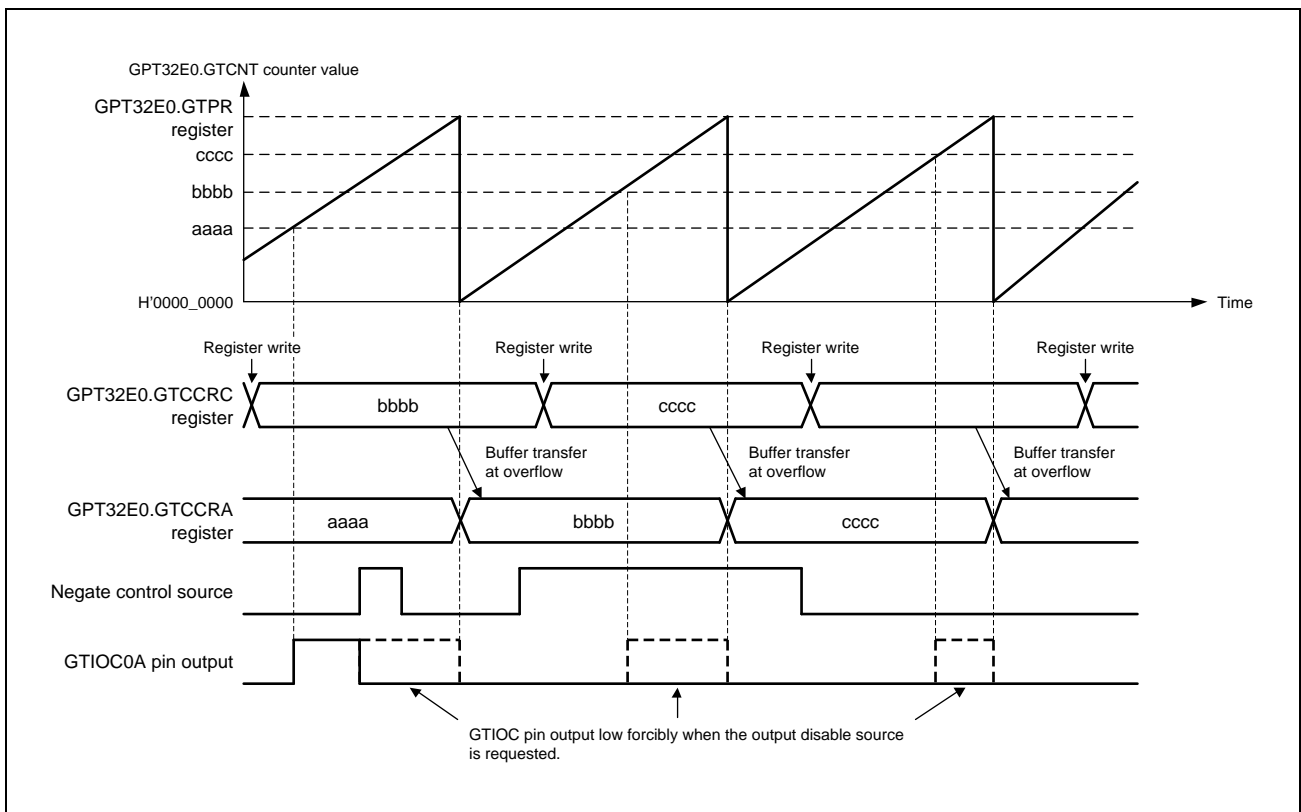 GPT32E0.GTCNT counter value
GPT32E0.GTPR
register
cccc
bbbb
aaaa
H'0000_0000
Time
Register write
Register write
Register write
Register write
GPT32E0.GTCCRC
register
bbbb
cccc
Buffer transfer
at overflow
Buffer transfer
at overflow
Buffer transfer
at overflow
GPT32E0.GTCCRA
register
aaaa
bbbb
cccc
Negate control source
GTIOC0A pin output
GTIOC pin output low forcibly when the output disable source
is requested.